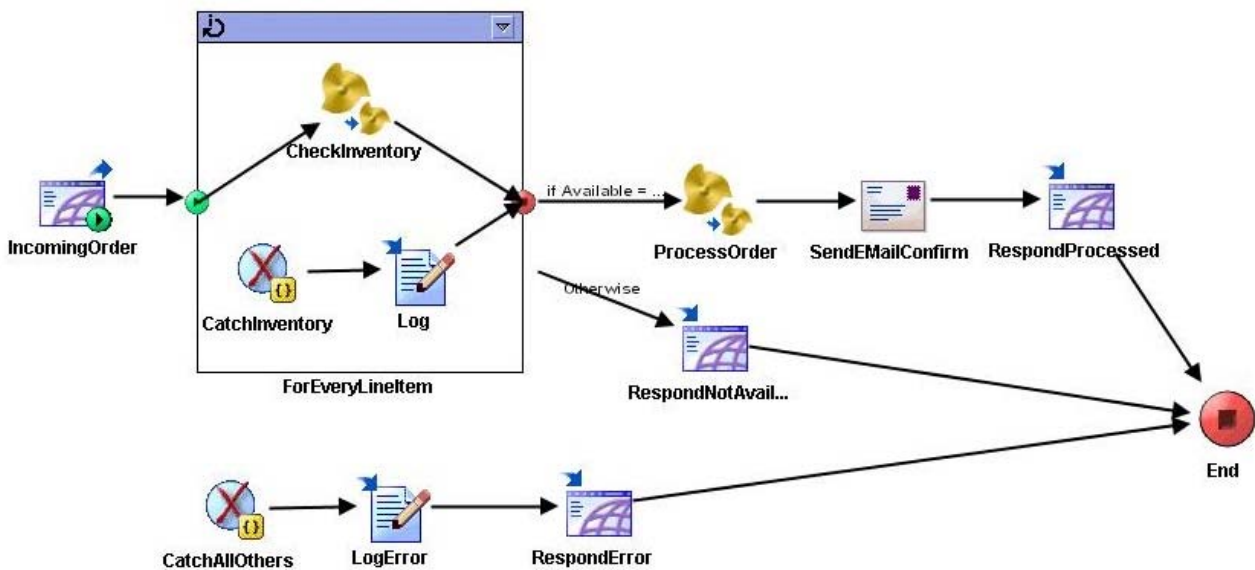 CheckInventory
IncomingOrder
if Available = ...
ProcessOrder
SendEMailConfirm
RespondProcessed
CatchInventory
Log
Otherwise
ForEveryLineItem
RespondNotAvail...
End
CatchAllOthers
LogError
RespondError